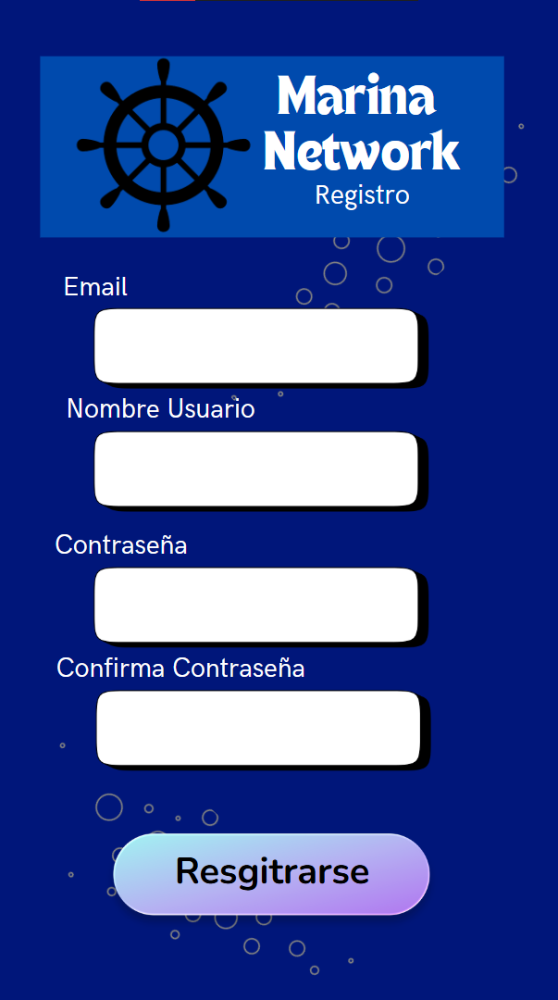 Marina
Network
Registro
Email
Nombre Usuario
Contraseña
Confirma Contraseña
Resgitrarse